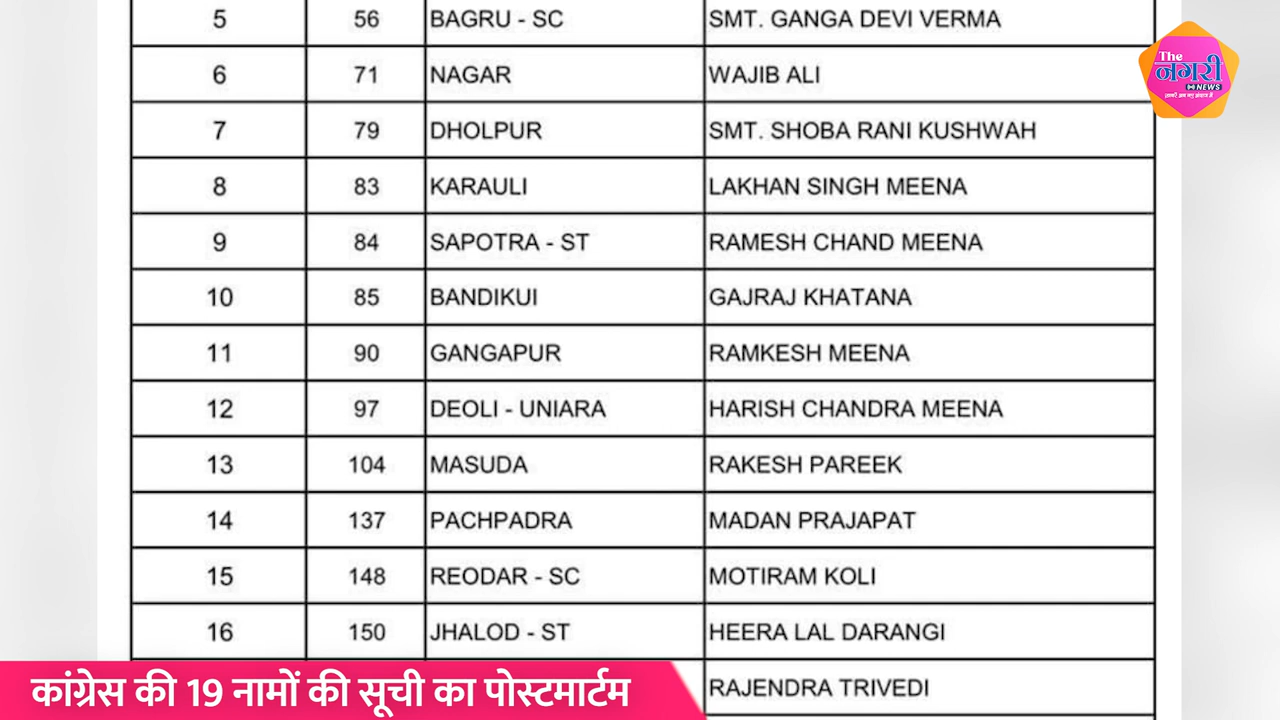 5 56 BAGRU - SC SMT. GANGA DEVI VERMA
6 71 NAGAR WAJIB ALI
7 79 DHOLPUR SMT. SHOBA RANI KUSHWAH
8 83 KARAULI LAKHAN SINGH MEENA
9 84 SAPOTRA - ST RAMESH CHAND MEENA
10 85 BANDIKUI GAJRAJ KHATANA
11 90 GANGAPUR RAMKESH MEENA
12 97 DEOLI - UNIARA HARISH CHANDRA MEENA
13 104 MASUDA RAKESH PAREEK
14 137 PACHPADRA MADAN PRAJAPAT
15 148 REODAR - SC MOTIRAM KOLI
16 150 JHALOD - ST HEERA LAL DARANGI
RAJENDRA TRIVEDI
The
नगरी
NEWS
कांग्रेस की 19 नामों की सूची का पोस्टमार्टम